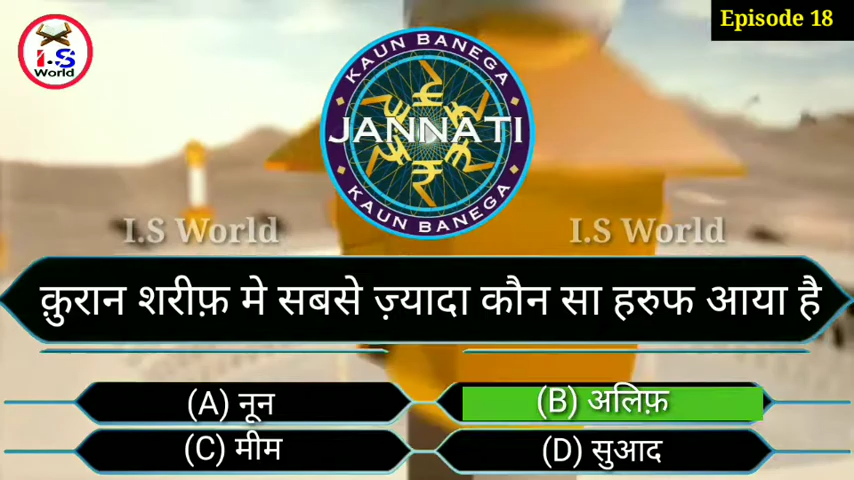 Episode 18
I.S
World
KAUN BANEGA
JANNATI
KAUN BANEGA
I.S World
I.S World
क़ुरान शरीफ़ मे सबसे ज़्यादा कौन सा हरुफ आया है
(A) नून
(B) अलिफ़
(C) मीम
(D) सुआद